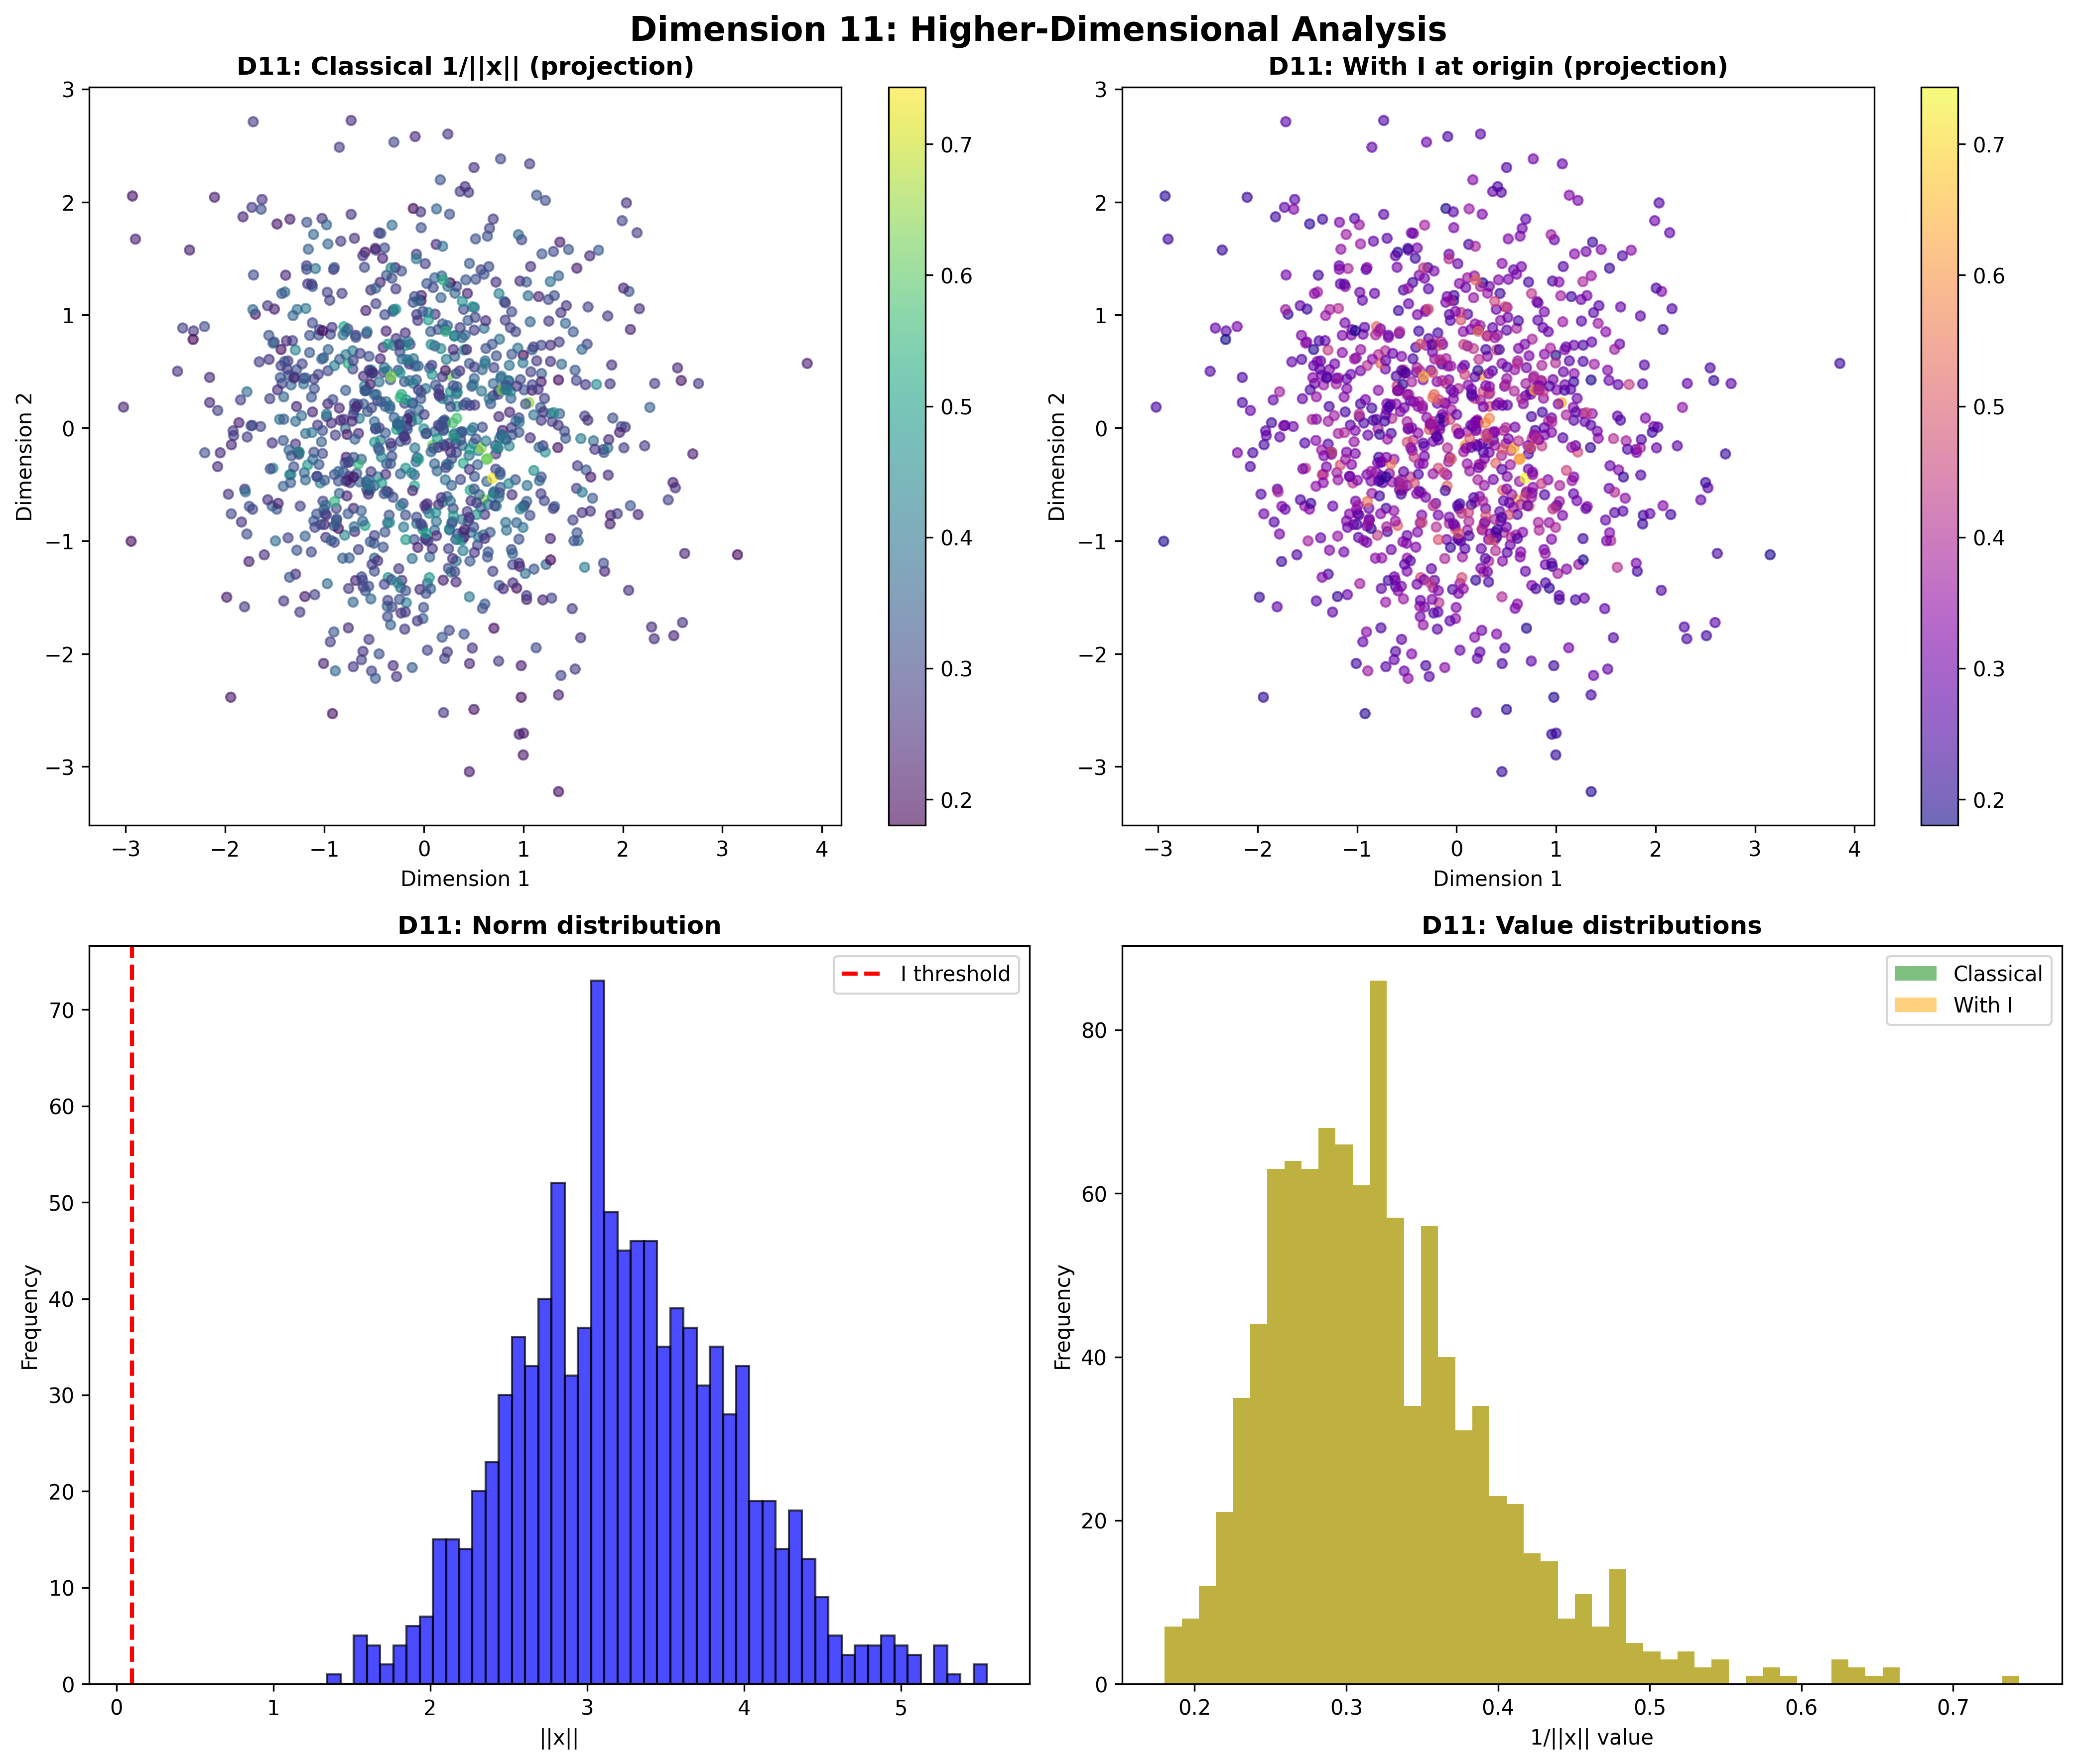 Dimension 11: Higher-Dimensional Analysis
D11: Classical 1/||x|| (projection)
3
2
1
0
−1
−2
−3
Dimension 2
−3 −2 −1 0 1 2 3 4
Dimension 1
0.7
0.6
0.5
0.4
0.3
0.2
D11: With I at origin (projection)
3
2
1
0
−1
−2
−3
Dimension 2
−3 −2 −1 0 1 2 3 4
Dimension 1
0.7
0.6
0.5
0.4
0.3
0.2
D11: Norm distribution
I threshold
70
60
50
40
30
20
10
0
Frequency
0 1 2 3 4 5
||x||
D11: Value distributions
Classical
With I
80
60
40
20
0
Frequency
0.2 0.3 0.4 0.5 0.6 0.7
1/||x|| value